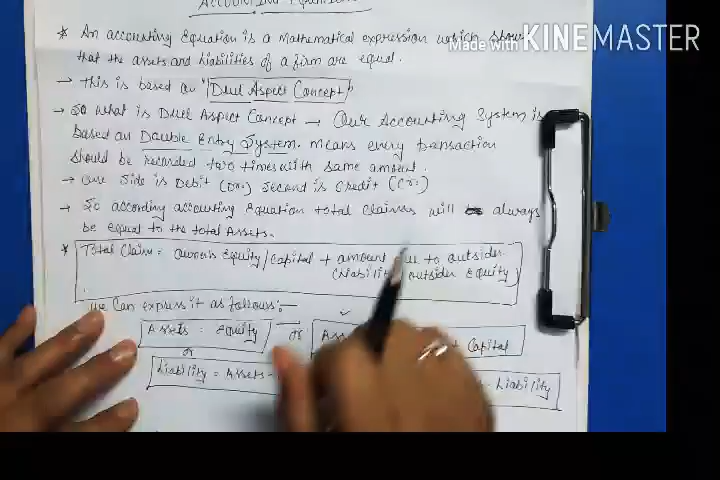 ACCOUNTING Equation
* An accounting Equation is a Mathematical expression which shows
that the assets and liabilities of a firm are equal.
Made with KINEMASTER
→ This is based on "Dual Aspect Concept"
→ So what is Dual Aspect Concept → Our Accounting System is
based on Double Entry System. Means every transaction
should be recorded two times with same amount.
→ One Side is Debit (Dr.) Second is Credit (Cr.)
→ So according accounting Equation total claims will always
be equal to the total Assets.
* Total Claim = owner's Equity/capital + amount due to outsider
(liability/outsider Equity)
We Can express it as follows:-
Assets = Equity or Capital
or
Liability = Assets - Liability